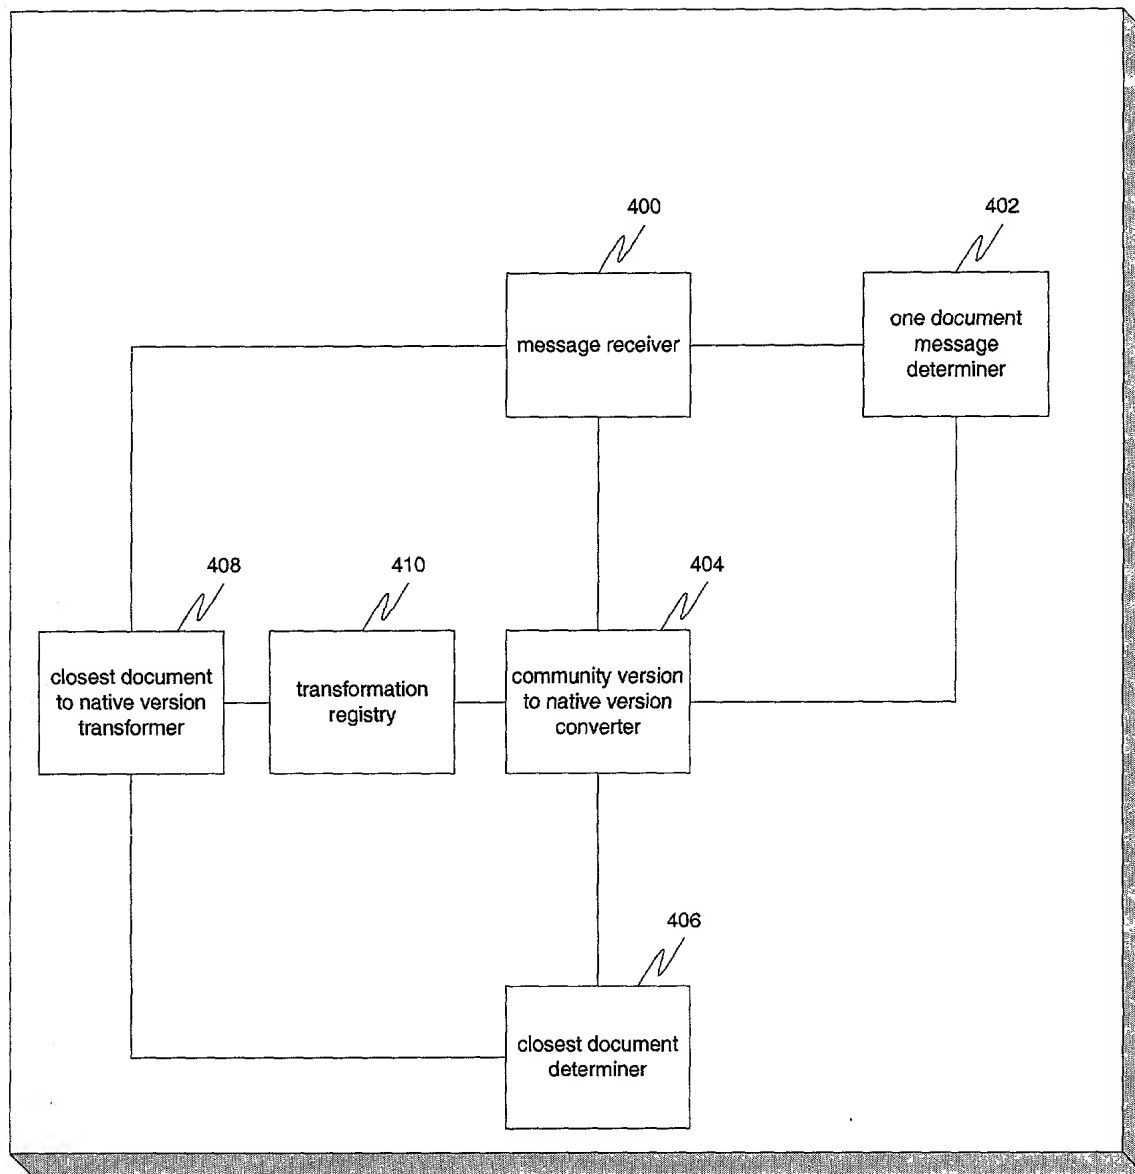 400
402
message receiver
one document
message
determiner
408
410
404
closest document
to native version
transformer
transformation
registry
community version
to native version
converter
406
closest document
determiner